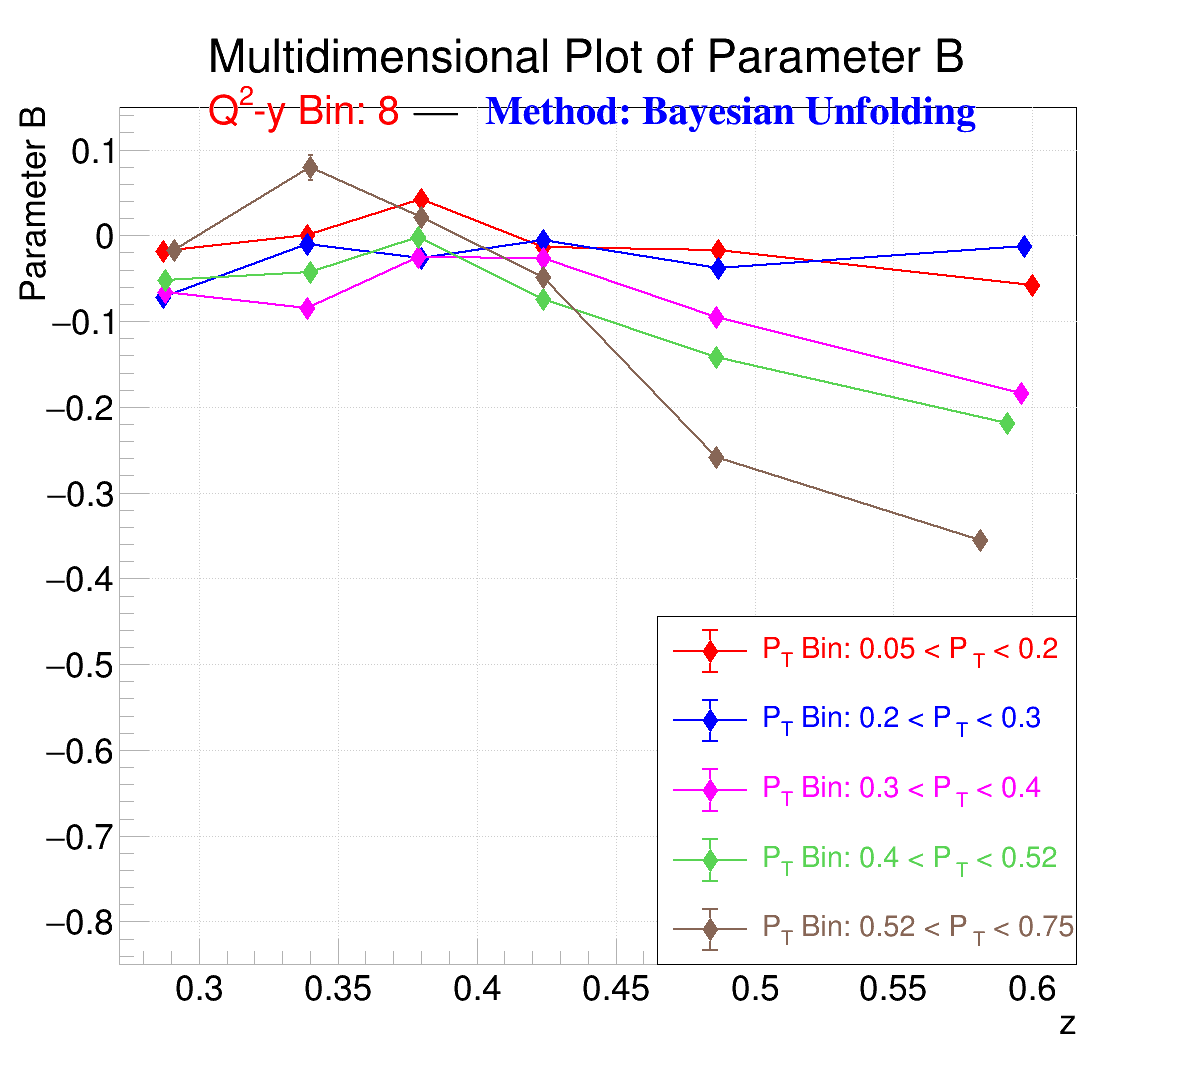 Multidimensional Plot of Parameter B
Q2-y Bin: 8 — Method: Bayesian Unfolding
Parameter B
0.1
0
−0.1
−0.2
−0.3
−0.4
−0.5
−0.6
−0.7
−0.8
PT Bin: 0.05 < PT < 0.2
PT Bin: 0.2 < PT < 0.3
PT Bin: 0.3 < PT < 0.4
PT Bin: 0.4 < PT < 0.52
PT Bin: 0.52 < PT < 0.75
0.3 0.35 0.4 0.45 0.5 0.55 0.6
z